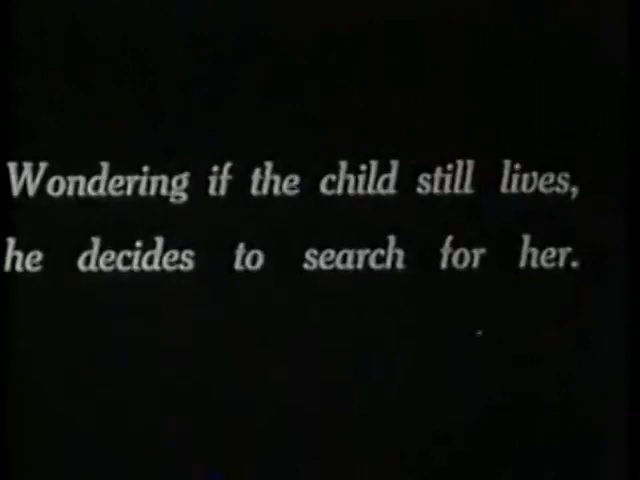 Wondering if the child still lives,
he decides to search for her.